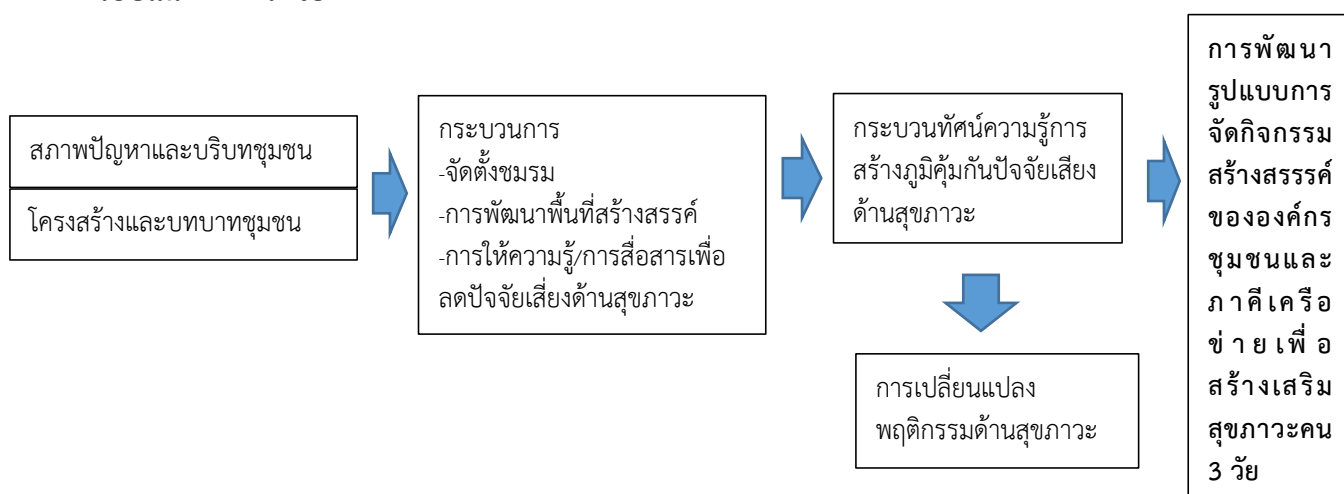 สภาพปัญหาและบริบทชุมชน
โครงสร้างและบทบาทชุมชน
กระบวนการ
-จัดตั้งชมรม
-การพัฒนาพื้นที่สร้างสรรค์
-การให้ความรู้/การสื่อสารเพื่อ
ลดปัจจัยเสี่ยงด้านสุขภาวะ
กระบวนทัศน์ความรู้การ
สร้างภูมิคุ้มกันปัจจัยเสียง
ด้านสุขภาวะ
การเปลี่ยนแปลง
พฤติกรรมด้านสุขภาวะ
การพัฒนา
รูปแบบการ
จัดกิจกรรม
สร้างสรรรค์
ขององค์กร
ชุมชนและ
ภาคีเครือ
ข่ายเพื่อ
สร้างเสริม
สุขภาวะคน
3 วัย